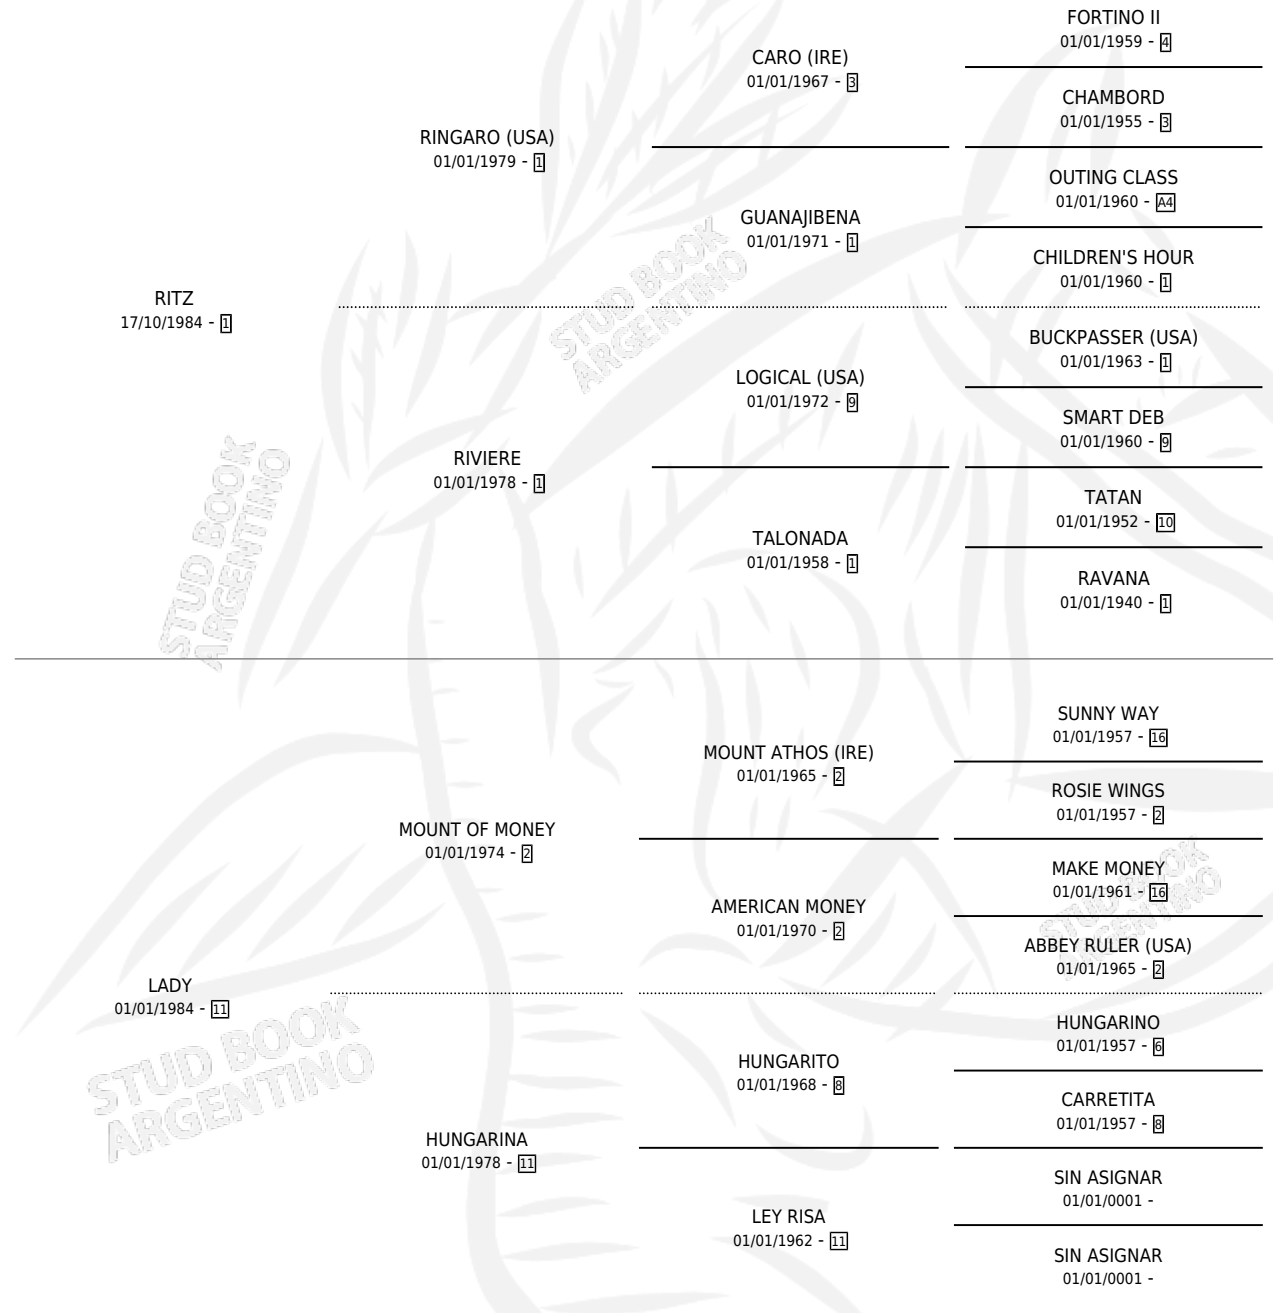 FORTINO II
01/01/1959 - 4
CARO (IRE)
01/01/1967 - 3
CHAMBORD
01/01/1955 - 3
RINGARO (USA)
01/01/1979 - 1
OUTING CLASS
01/01/1960 - A4
GUANAJIBENA
01/01/1971 - 1
CHILDREN'S HOUR
01/01/1960 - 1
RITZ
17/10/1984 - 1
BUCKPASSER (USA)
01/01/1963 - 1
LOGICAL (USA)
01/01/1972 - 9
SMART DEB
01/01/1960 - 9
RIVIERE
01/01/1978 - 1
TATAN
01/01/1952 - 10
TALONADA
01/01/1958 - 1
RAVANA
01/01/1940 - 1
STUD BOOK
ARGENTINO
STUD BOOK
ARGENTINO
SUNNY WAY
01/01/1957 - 16
MOUNT ATHOS (IRE)
01/01/1965 - 2
ROSIE WINGS
01/01/1957 - 2
MOUNT OF MONEY
01/01/1974 - 2
MAKE MONEY
01/01/1961 - 16
AMERICAN MONEY
01/01/1970 - 2
ABBEY RULER (USA)
01/01/1965 - 2
LADY
01/01/1984 - 11
HUNGARINO
01/01/1957 - 6
HUNGARITO
01/01/1968 - 8
CARRETITA
01/01/1957 - 8
HUNGARINA
01/01/1978 - 11
SIN ASIGNAR
01/01/0001 -
LEY RISA
01/01/1962 - 11
SIN ASIGNAR
01/01/0001 -
STUD BOOK
ARGENTINO
STUD BOOK
ARGENTINO